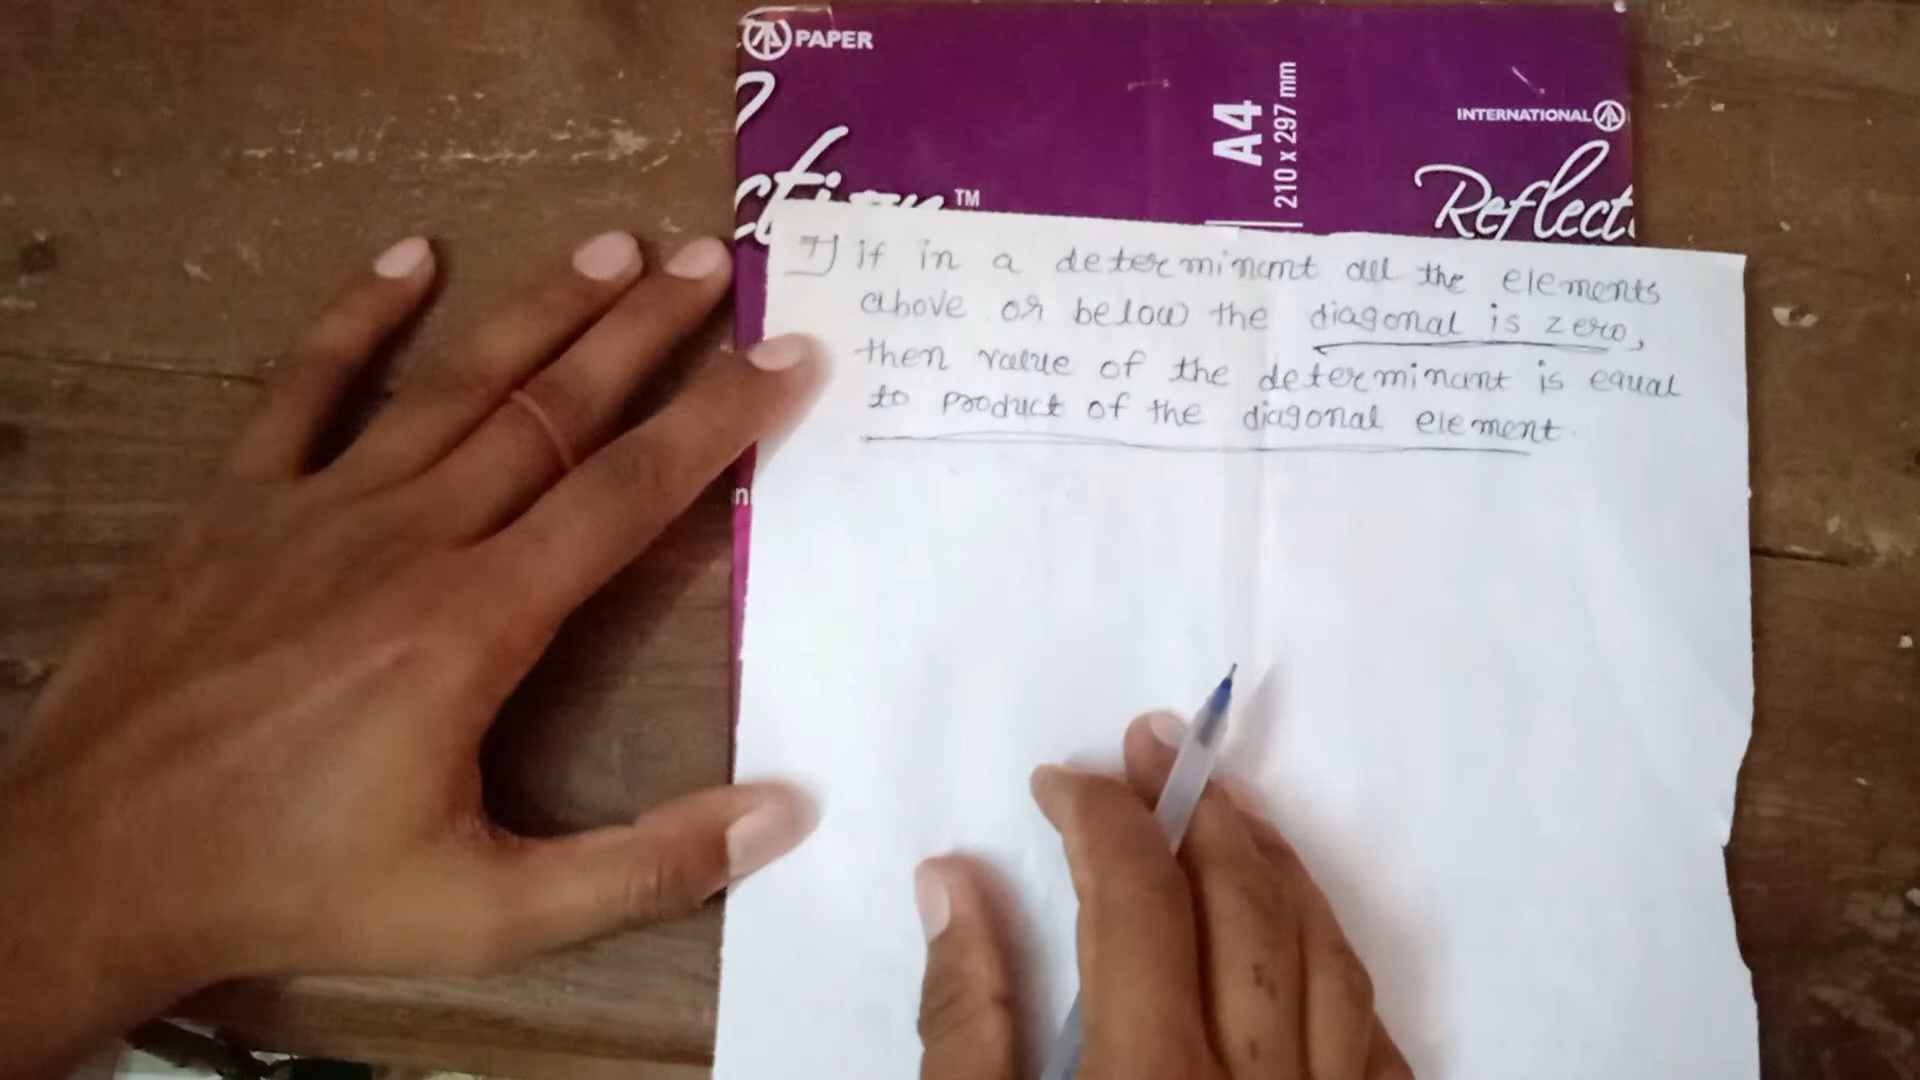 PAPER
A4
210 x 297 mm
INTERNATIONAL
Reflect
TM
7) if in a determinant all the elements
above or below the diagonal is zero,
then value of the determinant is equal
to product of the diagonal element.